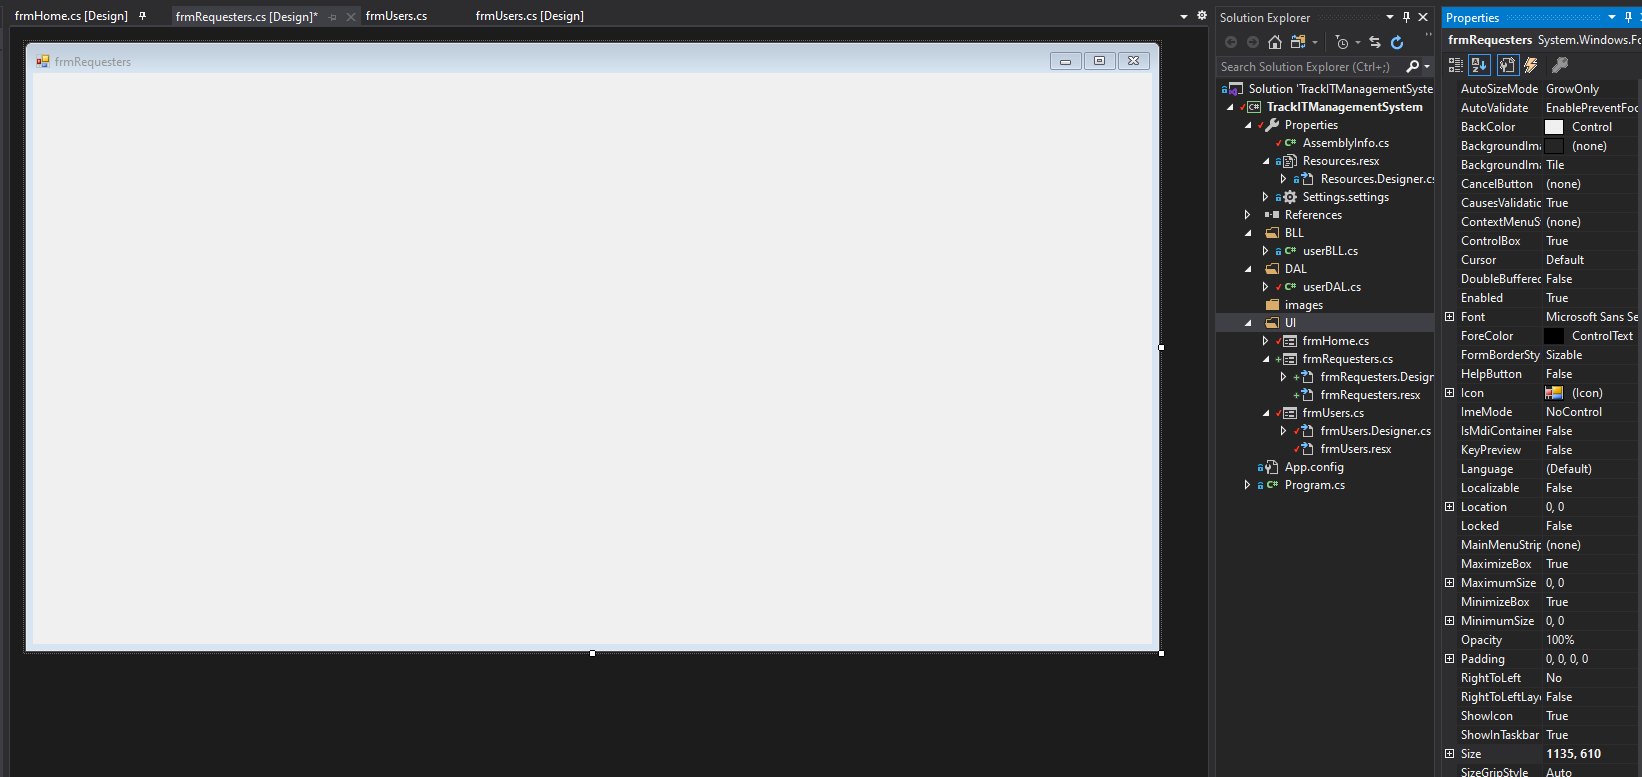 frmHome.cs [Design]
frmRequesters.cs [Design]*
frmUsers.cs
frmUsers.cs [Design]
frmRequesters
Solution Explorer
Search Solution Explorer (Ctrl+;)
Solution 'TrackITManagementSyste
TrackITManagementSystem
Properties
AssemblyInfo.cs
Resources.resx
Resources.Designer.cs
Settings.settings
References
BLL
userBLL.cs
DAL
userDAL.cs
images
UI
frmHome.cs
frmRequesters.cs
frmRequesters.Design
frmRequesters.resx
frmUsers.cs
frmUsers.Designer.cs
frmUsers.resx
App.config
Program.cs
Properties
frmRequesters System.Windows.Fo
AutoSizeMode GrowOnly
AutoValidate EnablePreventFoc
BackColor Control
BackgroundIma (none)
BackgroundIma Tile
CancelButton (none)
CausesValidatic True
ContextMenuS (none)
ControlBox True
Cursor Default
DoubleBuffered False
Enabled True
Font Microsoft Sans Se
ForeColor ControlText
FormBorderSty Sizable
HelpButton False
Icon (Icon)
ImeMode NoControl
IsMdiContainer False
KeyPreview False
Language (Default)
Localizable False
Location 0, 0
Locked False
MainMenuStrip (none)
MaximizeBox True
MaximumSize 0, 0
MinimizeBox True
MinimumSize 0, 0
Opacity 100%
Padding 0, 0, 0, 0
RightToLeft No
RightToLeftLayo False
ShowIcon True
ShowInTaskbar True
Size 1135, 610
SizeGripStyle Auto